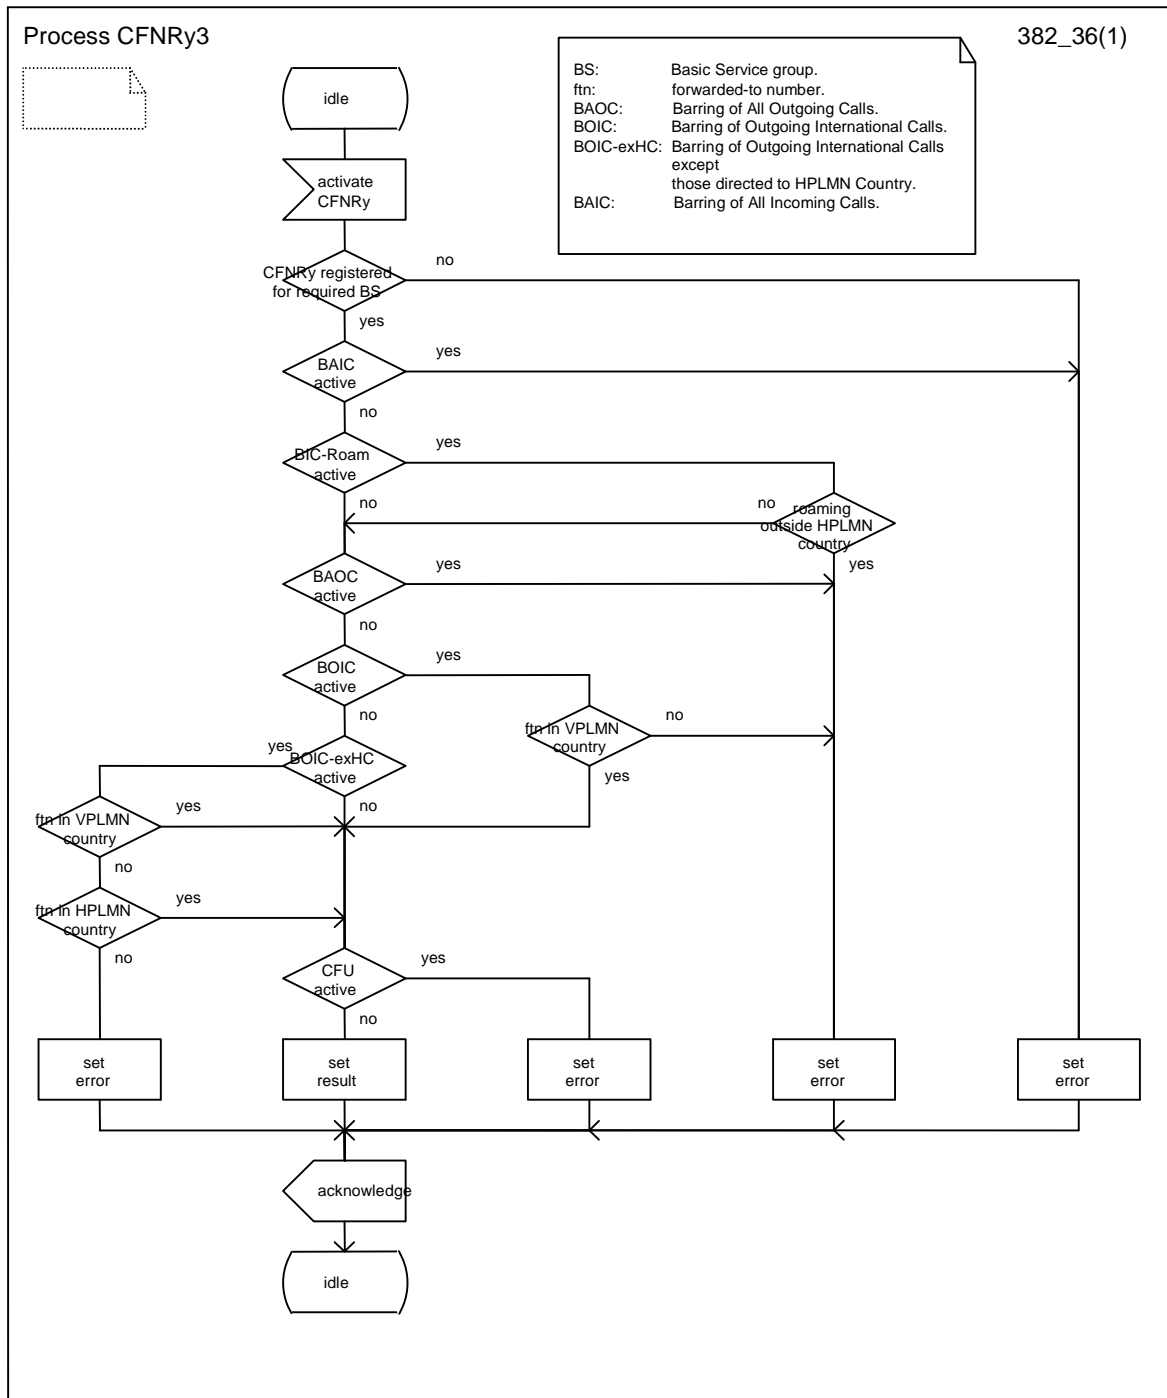 Process CFNRy3
382_36(1)
BS: Basic Service group.
ftn: forwarded-to number.
BAOC: Barring of All Outgoing Calls.
BOIC: Barring of Outgoing International Calls.
BOIC-exHC: Barring of Outgoing International Calls
except
those directed to HPLMN Country.
BAIC: Barring of All Incoming Calls.
idle
activate
CFNRy
CFNRy registered
for required BS
no
yes
BAIC
active
yes
no
BIC-Roam
active
yes
no
roaming
outside HPLMN
country
no
yes
BAOC
active
yes
no
BOIC
active
yes
no
ftn in VPLMN
country
no
yes
BOIC-exHC
active
yes
no
ftn in VPLMN
country
yes
no
ftn in HPLMN
country
yes
no
CFU
active
yes
no
set
error
set
result
set
error
set
error
set
error
acknowledge
idle